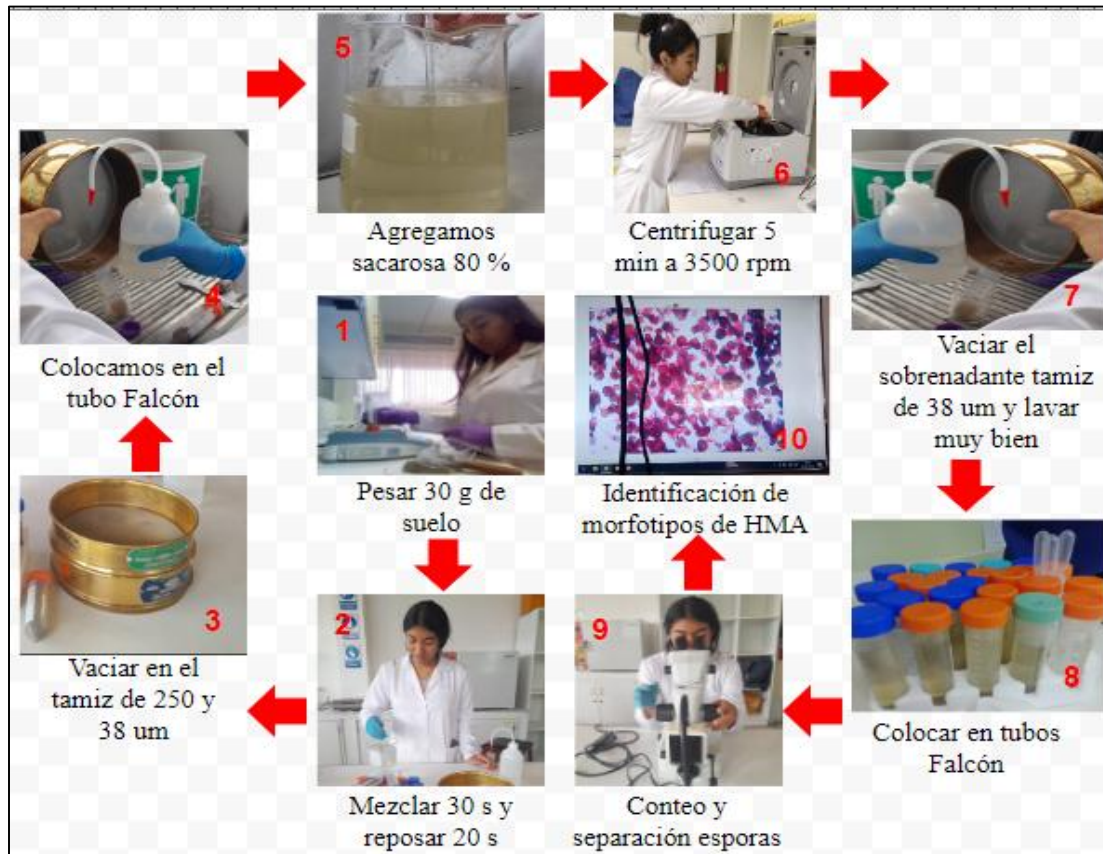 5
Agregamos
sacarosa 80 %
6
Centrifugar 5
min a 3500 rpm
4
Colocamos en el
tubo Falcón
7
Vaciar el
sobrenadante tamiz
de 38 um y lavar
muy bien
1
Pesar 30 g de
suelo
10
Identificación de
morfotipos de HMA
3
Vaciar en el
tamiz de 250 y
38 um
2
Mezclar 30 s y
reposar 20 s
9
Conteo y
separación esporas
8
Colocar en tubos
Falcón